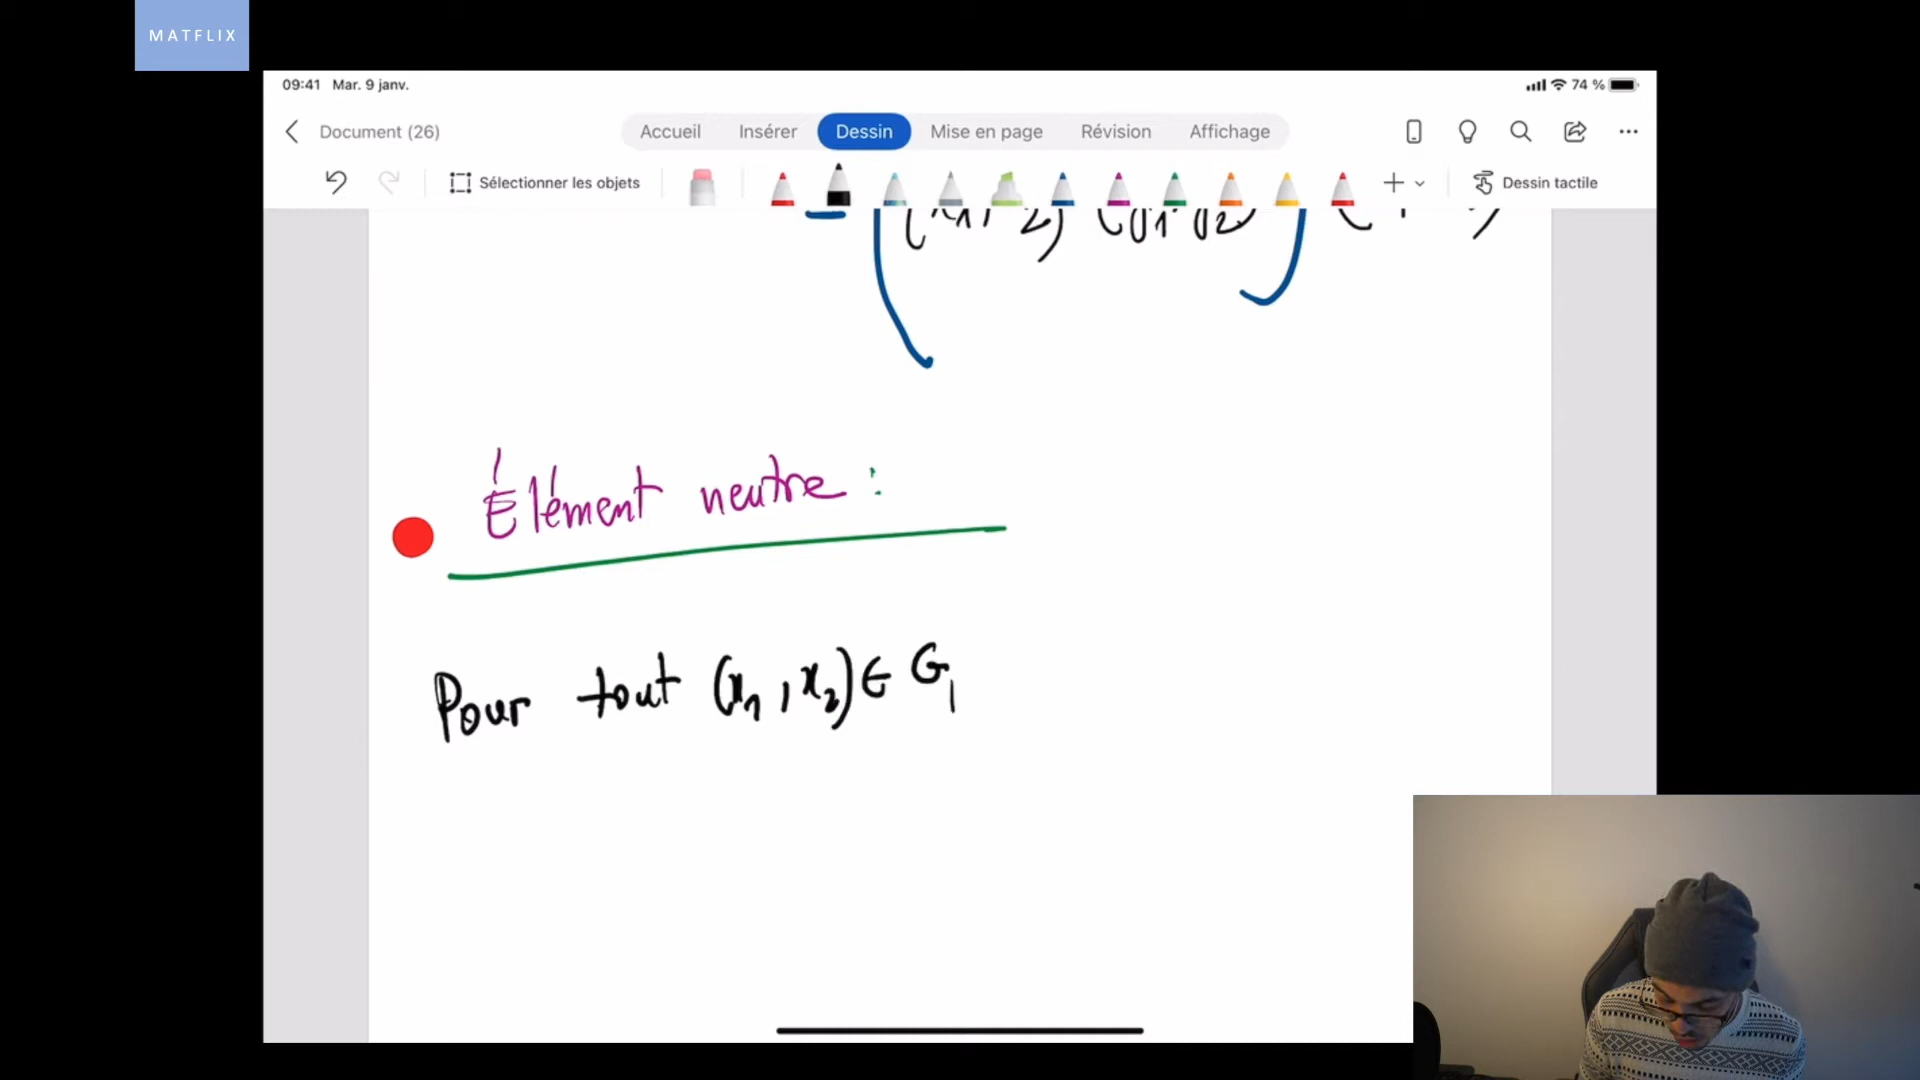 MATFLIX
09:41 Mar. 9 janv.
74 %
Document (26)
Accueil Insérer Dessin Mise en page Révision Affichage
Sélectionner les objets
Dessin tactile
Élément neutre :
Pour tout (x₁, x₂) ∈ G,